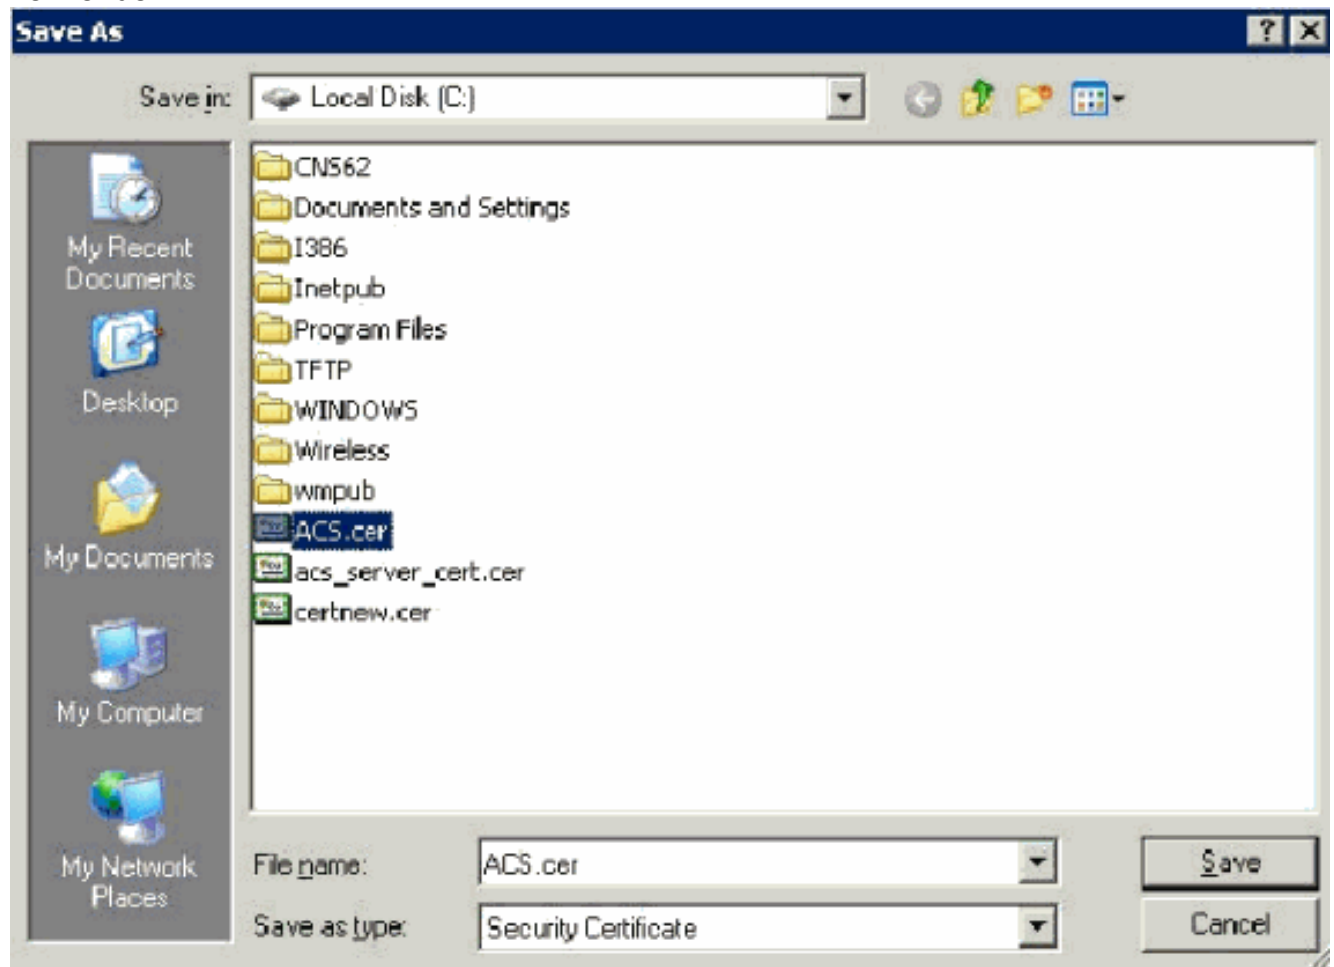 Save As
Save in:
Local Disk (C:)
My Recent
Documents
Desktop
My Documents
My Computer
My Network
Places
CNS62
Documents and Settings
I386
Inetpub
Program Files
TFTP
WINDOWS
Wireless
wmpub
ACS.cer
acs_server_cert.cer
certnew.cer
File name:
ACS.cer
Save
Save as type:
Security Certificate
Cancel